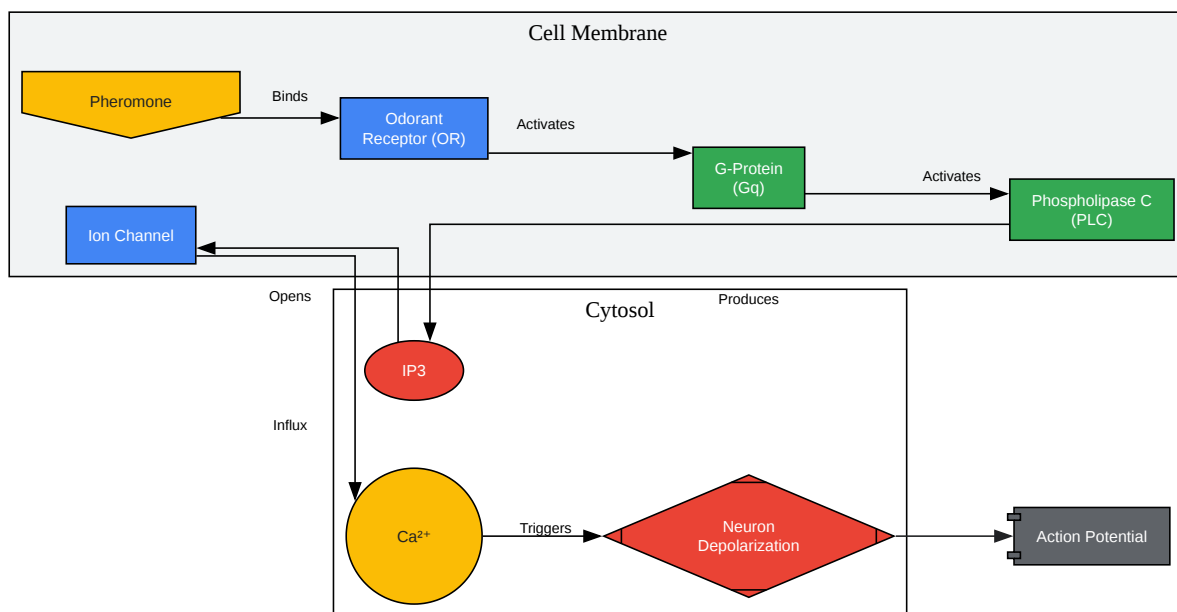 Cell Membrane
Pheromone
Binds
Odorant
Receptor (OR)
Activates
G-Protein
(Gq)
Activates
Phospholipase C
(PLC)
Ion Channel
Opens
Produces
Cytosol
IP3
Influx
Ca²⁺
Triggers
Neuron
Depolarization
Action Potential